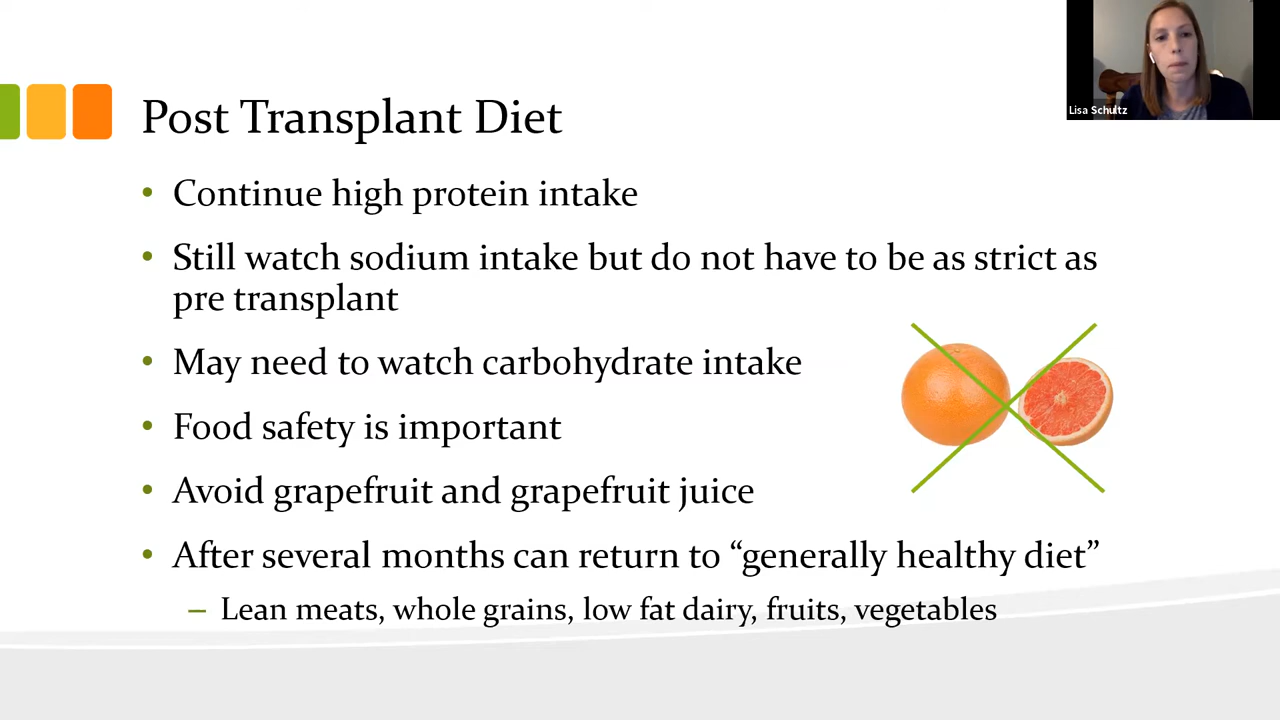 Lisa Schultz
Post Transplant Diet
• Continue high protein intake
• Still watch sodium intake but do not have to be as strict as
pre transplant
• May need to watch carbohydrate intake
• Food safety is important
• Avoid grapefruit and grapefruit juice
• After several months can return to “generally healthy diet”
– Lean meats, whole grains, low fat dairy, fruits, vegetables